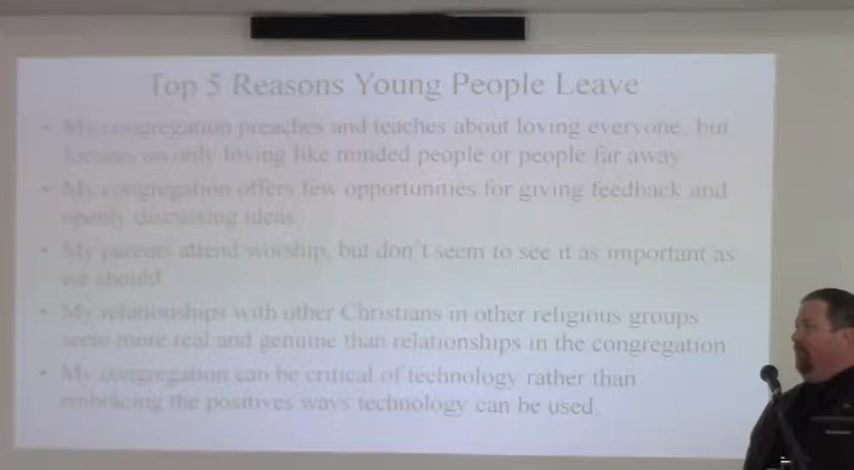 Top 5 Reasons Young People Leave
• My congregation preaches and teaches about loving everyone, but
focuses on only loving like minded people or people far away
• My congregation offers few opportunities for giving feedback and
openly discussing ideas
• My parents attend worship, but don't seem to see it as important as
we should
• My relationships with other Christians in other religious groups
seem more real and genuine than relationships in the congregation
• My congregation can be critical of technology rather than
embracing the positives ways technology can be used